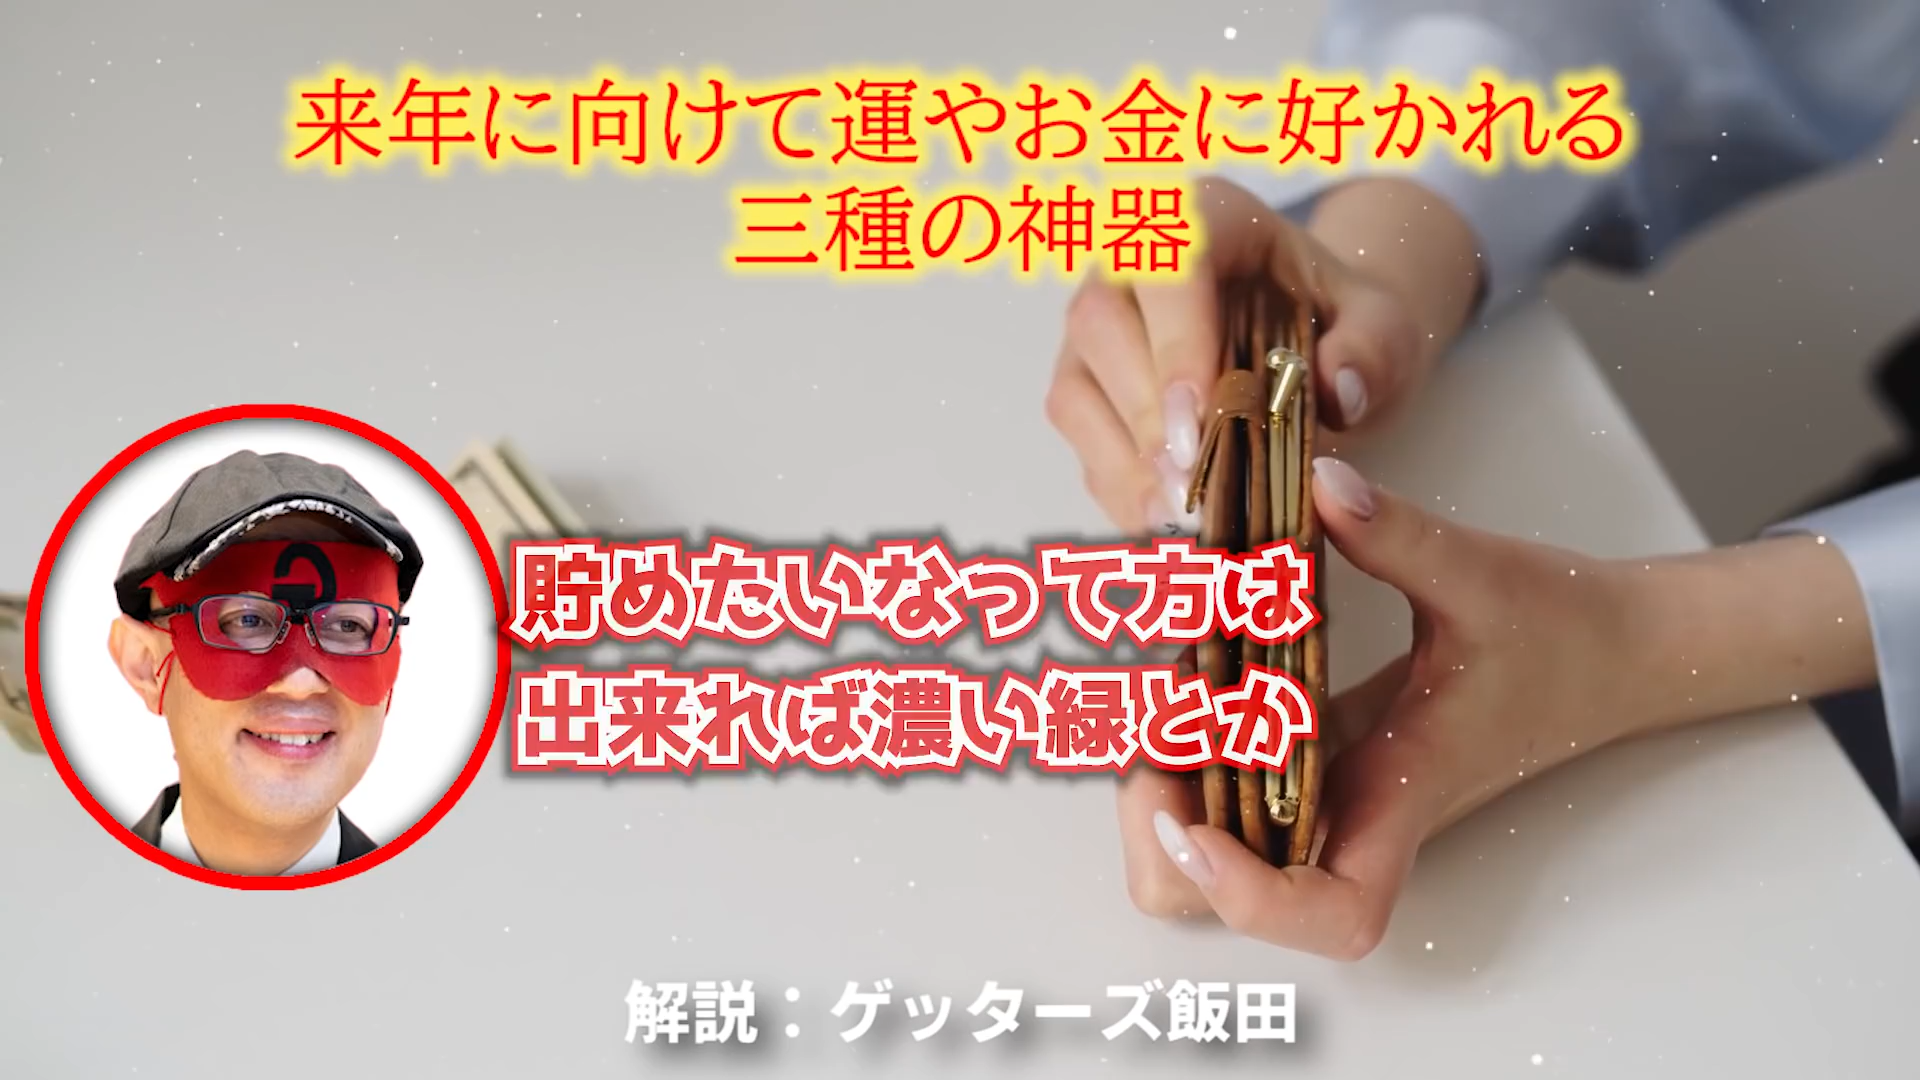 来年に向けて運やお金に好かれる
三種の神器
G
貯めたいなって方は
出来れば濃い緑とか
解説：ゲッターズ飯田